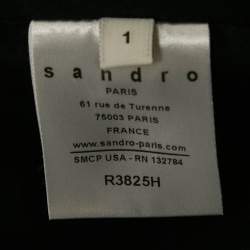 1
sandro
PARIS
61 rue de Turenne
75003 PARIS
FRANCE
www.sandro-paris.com
SMCP USA - RN 132784
R3825H